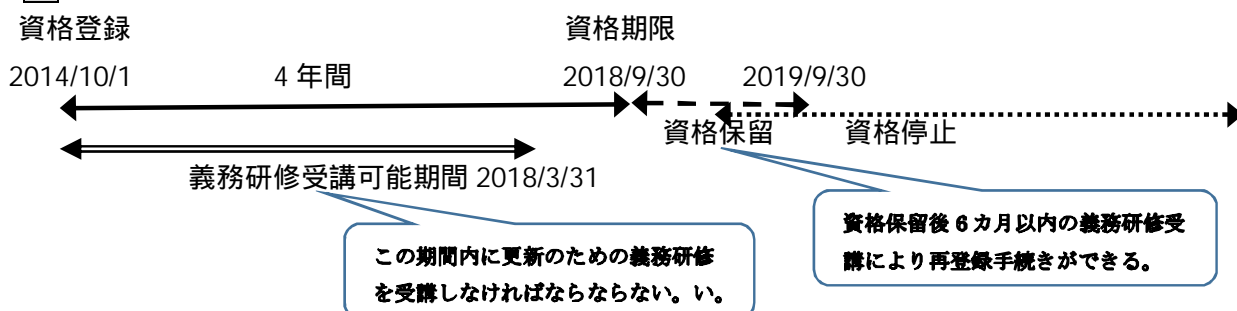 資格登録 資格期限
2014/10/1 4 年間 2018/9/30 2019/9/30
資格保留 資格停止
義務研修受講可能期間 2018/3/31
資格保留後 6 カ月以内の義務研修受
講により再登録手続きができる。
この期間内に更新のための義務研修
を受講しなければならならない。い。